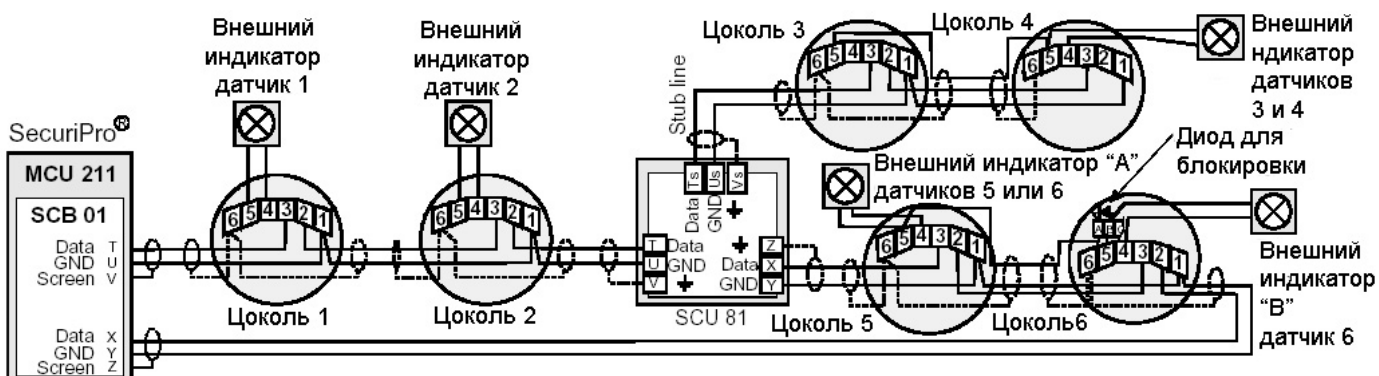 SecuriPro®
MCU 211
SCB 01
Data T
GND U
Screen V
Data X
GND Y
Screen Z
Внешний
индикатор
датчик 1
6 5 4 3 2 1
Цоколь 1
Внешний
индикатор
датчик 2
6 5 4 3 2 1
Цоколь 2
Stub line
Ts Us Vs
Data
GND
T Data
U GND
V
Z
Data X
GND Y
SCU 81
Цоколь 3
6 5 4 3 2 1
Цоколь 4
6 5 4 3 2 1
Внешний
ндикатор
датчиков
3 и 4
Диод для
блокировки
Внешний индикатор “А”
датчиков 5 или 6
6 5 4 3 2 1
Цоколь 5
A B C
6 5 4 3 2 1
Цоколь6
Внешний
индикатор
“В”
датчик 6